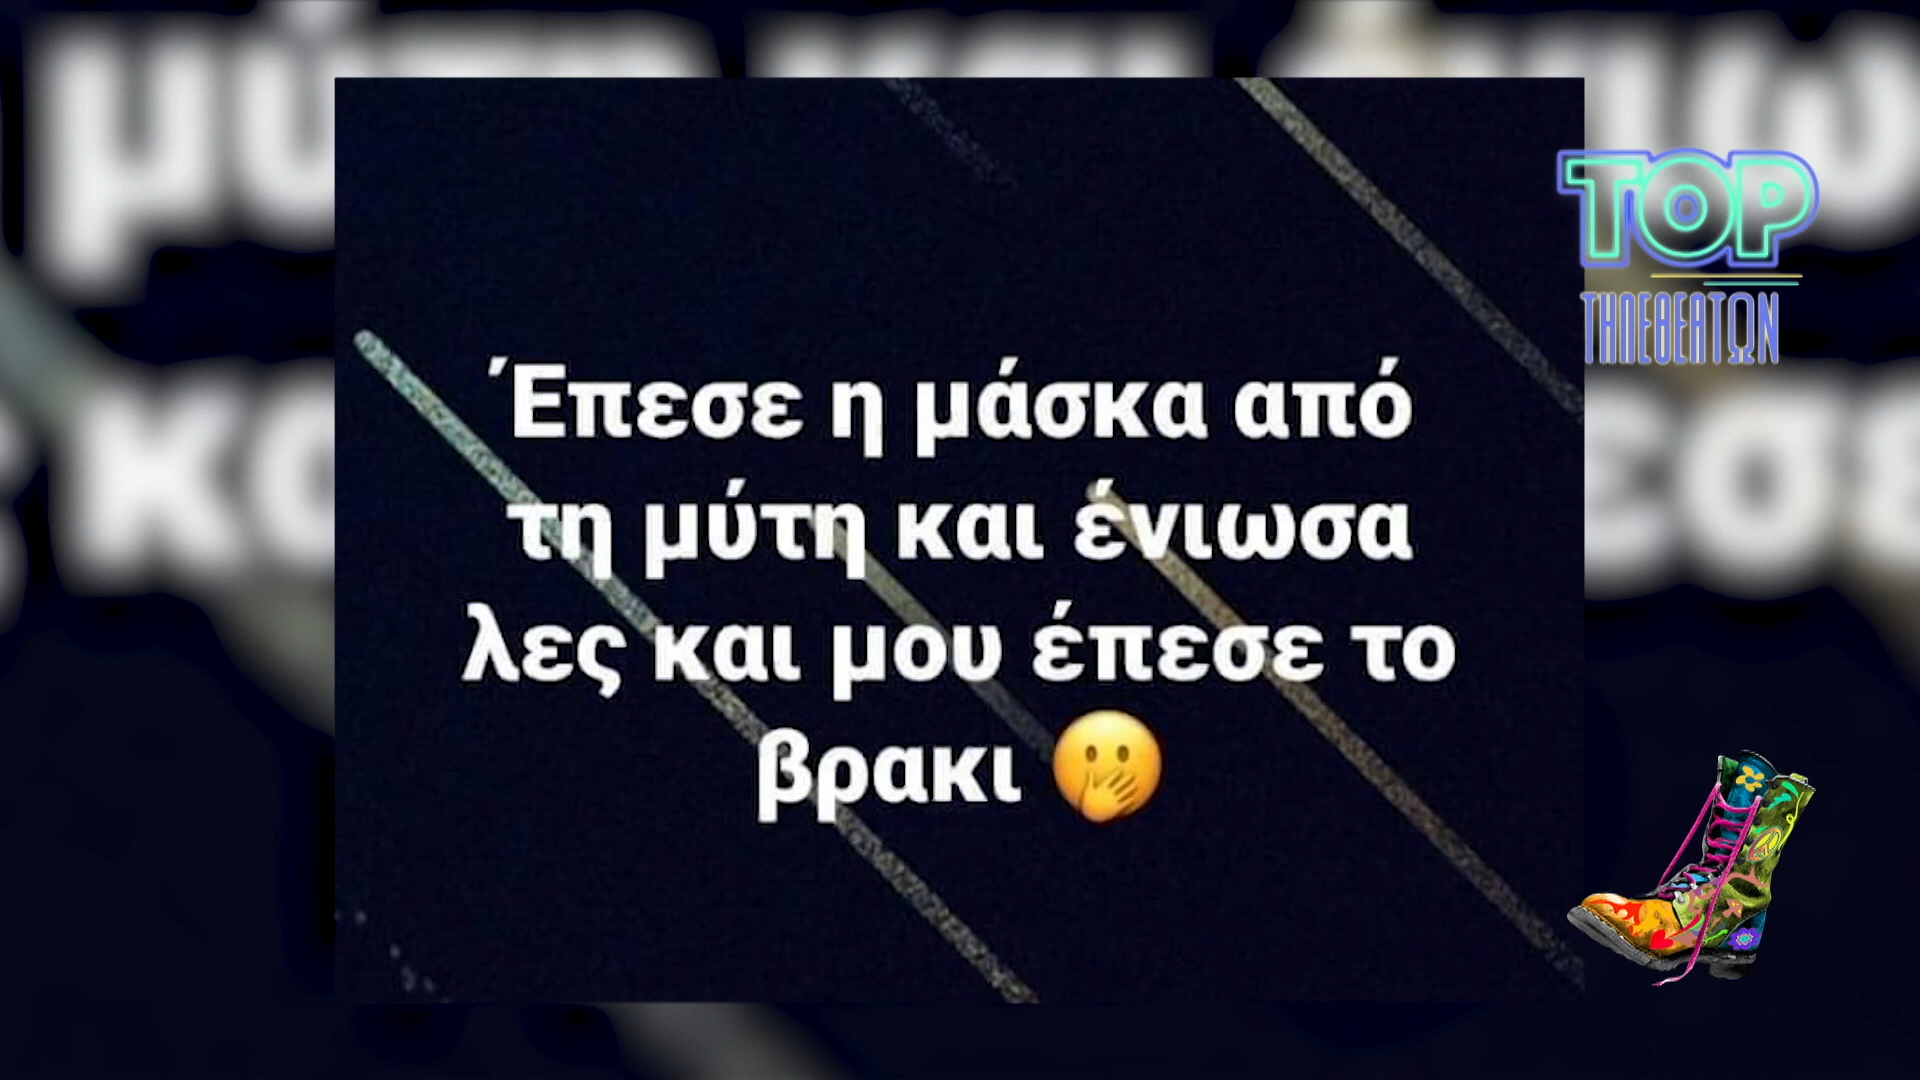 Έπεσε η μάσκα από
τη μύτη και ένιωσα
λες και μου έπεσε το
βρακι 🫢
TOP
ΤΗΛΕΘΕΑΤΩΝ